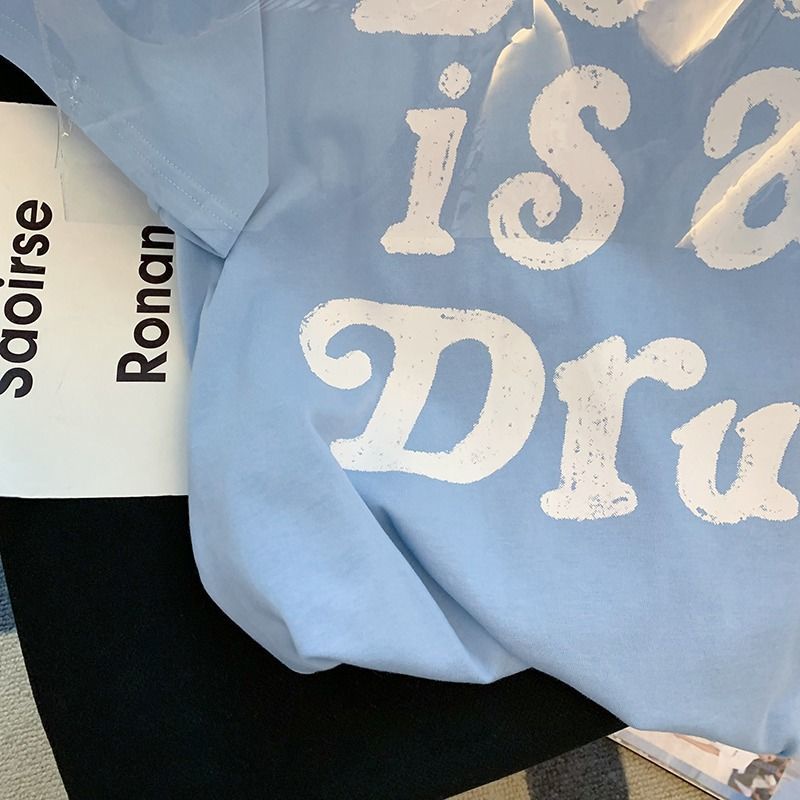 is a
Dru
Saoirse
Ronan